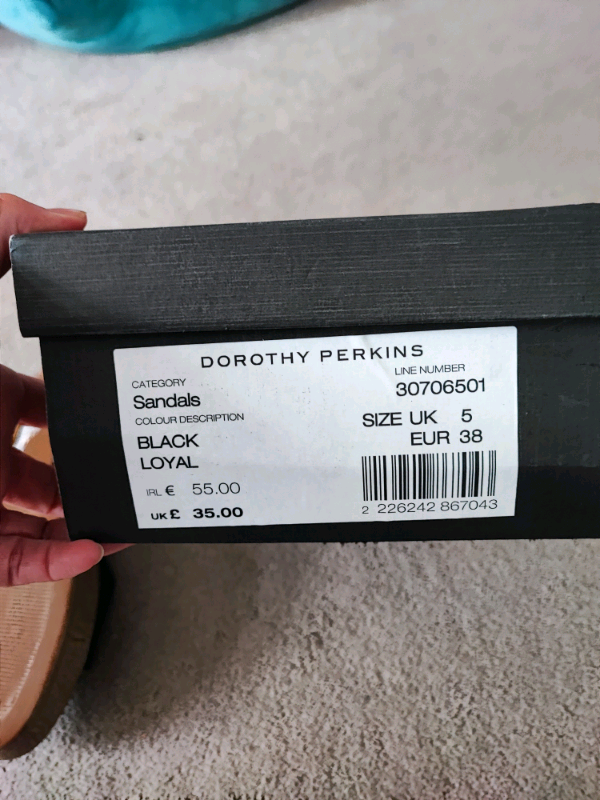 DOROTHY PERKINS
CATEGORY
Sandals
COLOUR DESCRIPTION
BLACK
LOYAL
IRL € 55.00
UK £ 35.00
LINE NUMBER
30706501
SIZE UK 5
EUR 38
2 226242 867043